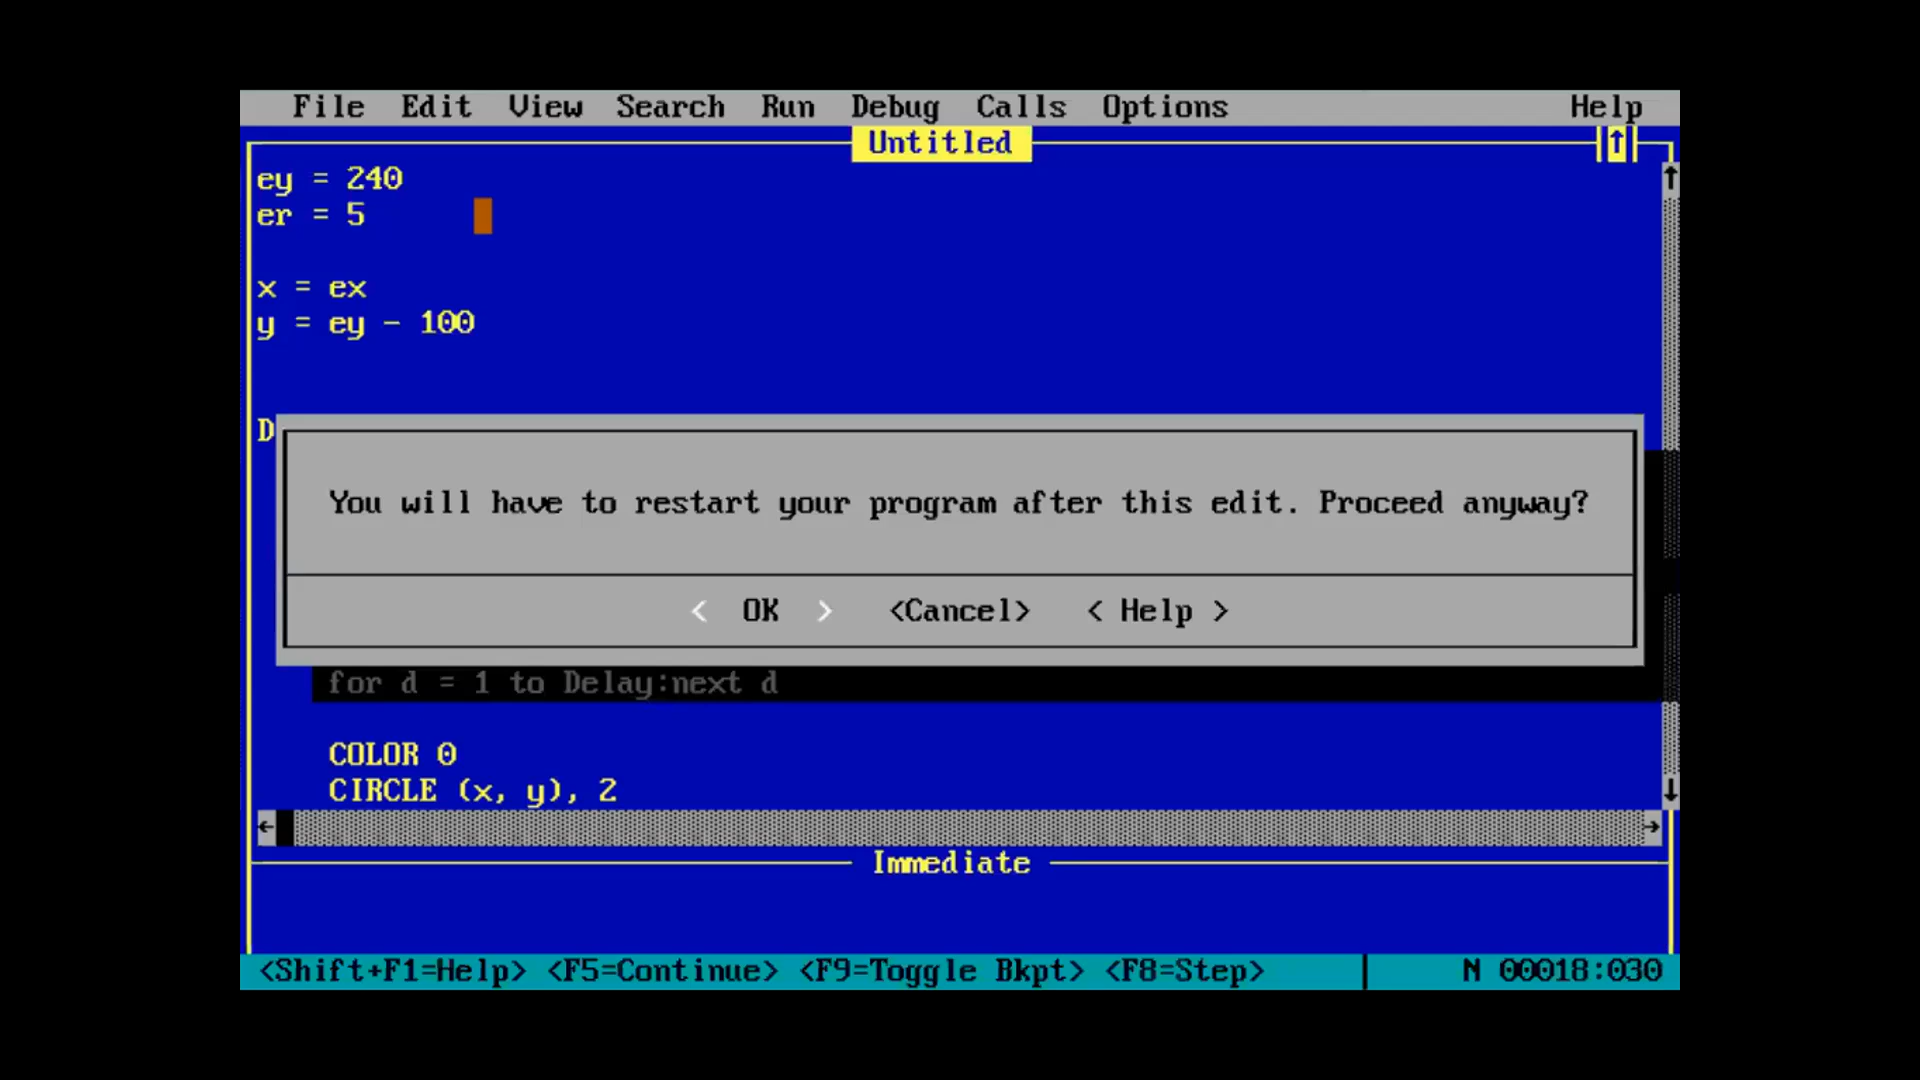 File Edit View Search Run Debug Calls Options Help
Untitled
ey = 240
er = 5
x = ex
y = ey - 100
D
You will have to restart your program after this edit. Proceed anyway?
< OK > <Cancel> < Help >
for d = 1 to Delay:next d
COLOR 0
CIRCLE (x, y), 2
Immediate
<Shift+F1=Help> <F5=Continue> <F9=Toggle Bkpt> <F8=Step> N 00018:030